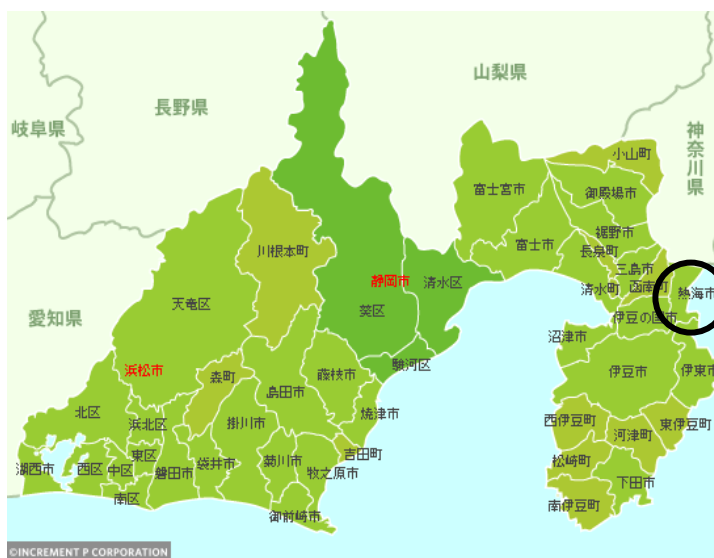 山梨県
長野県
岐阜県
神奈川県
愛知県
小山町
御殿場市
富士宮市
裾野市
富士市
長泉町
三島市
函南町
清水町
熱海市
伊豆の国市
沼津市
伊豆市
伊東市
西伊豆町
東伊豆町
河津町
松崎町
下田市
南伊豆町
川根本町
静岡市
清水区
葵区
駿河区
天竜区
浜松市
森町
島田市
藤枝市
焼津市
北区
浜北区
掛川市
吉田町
湖西市
西区
中区
東区
南区
磐田市
袋井市
菊川市
牧之原市
御前崎市
©INCREMENT P CORPORATION